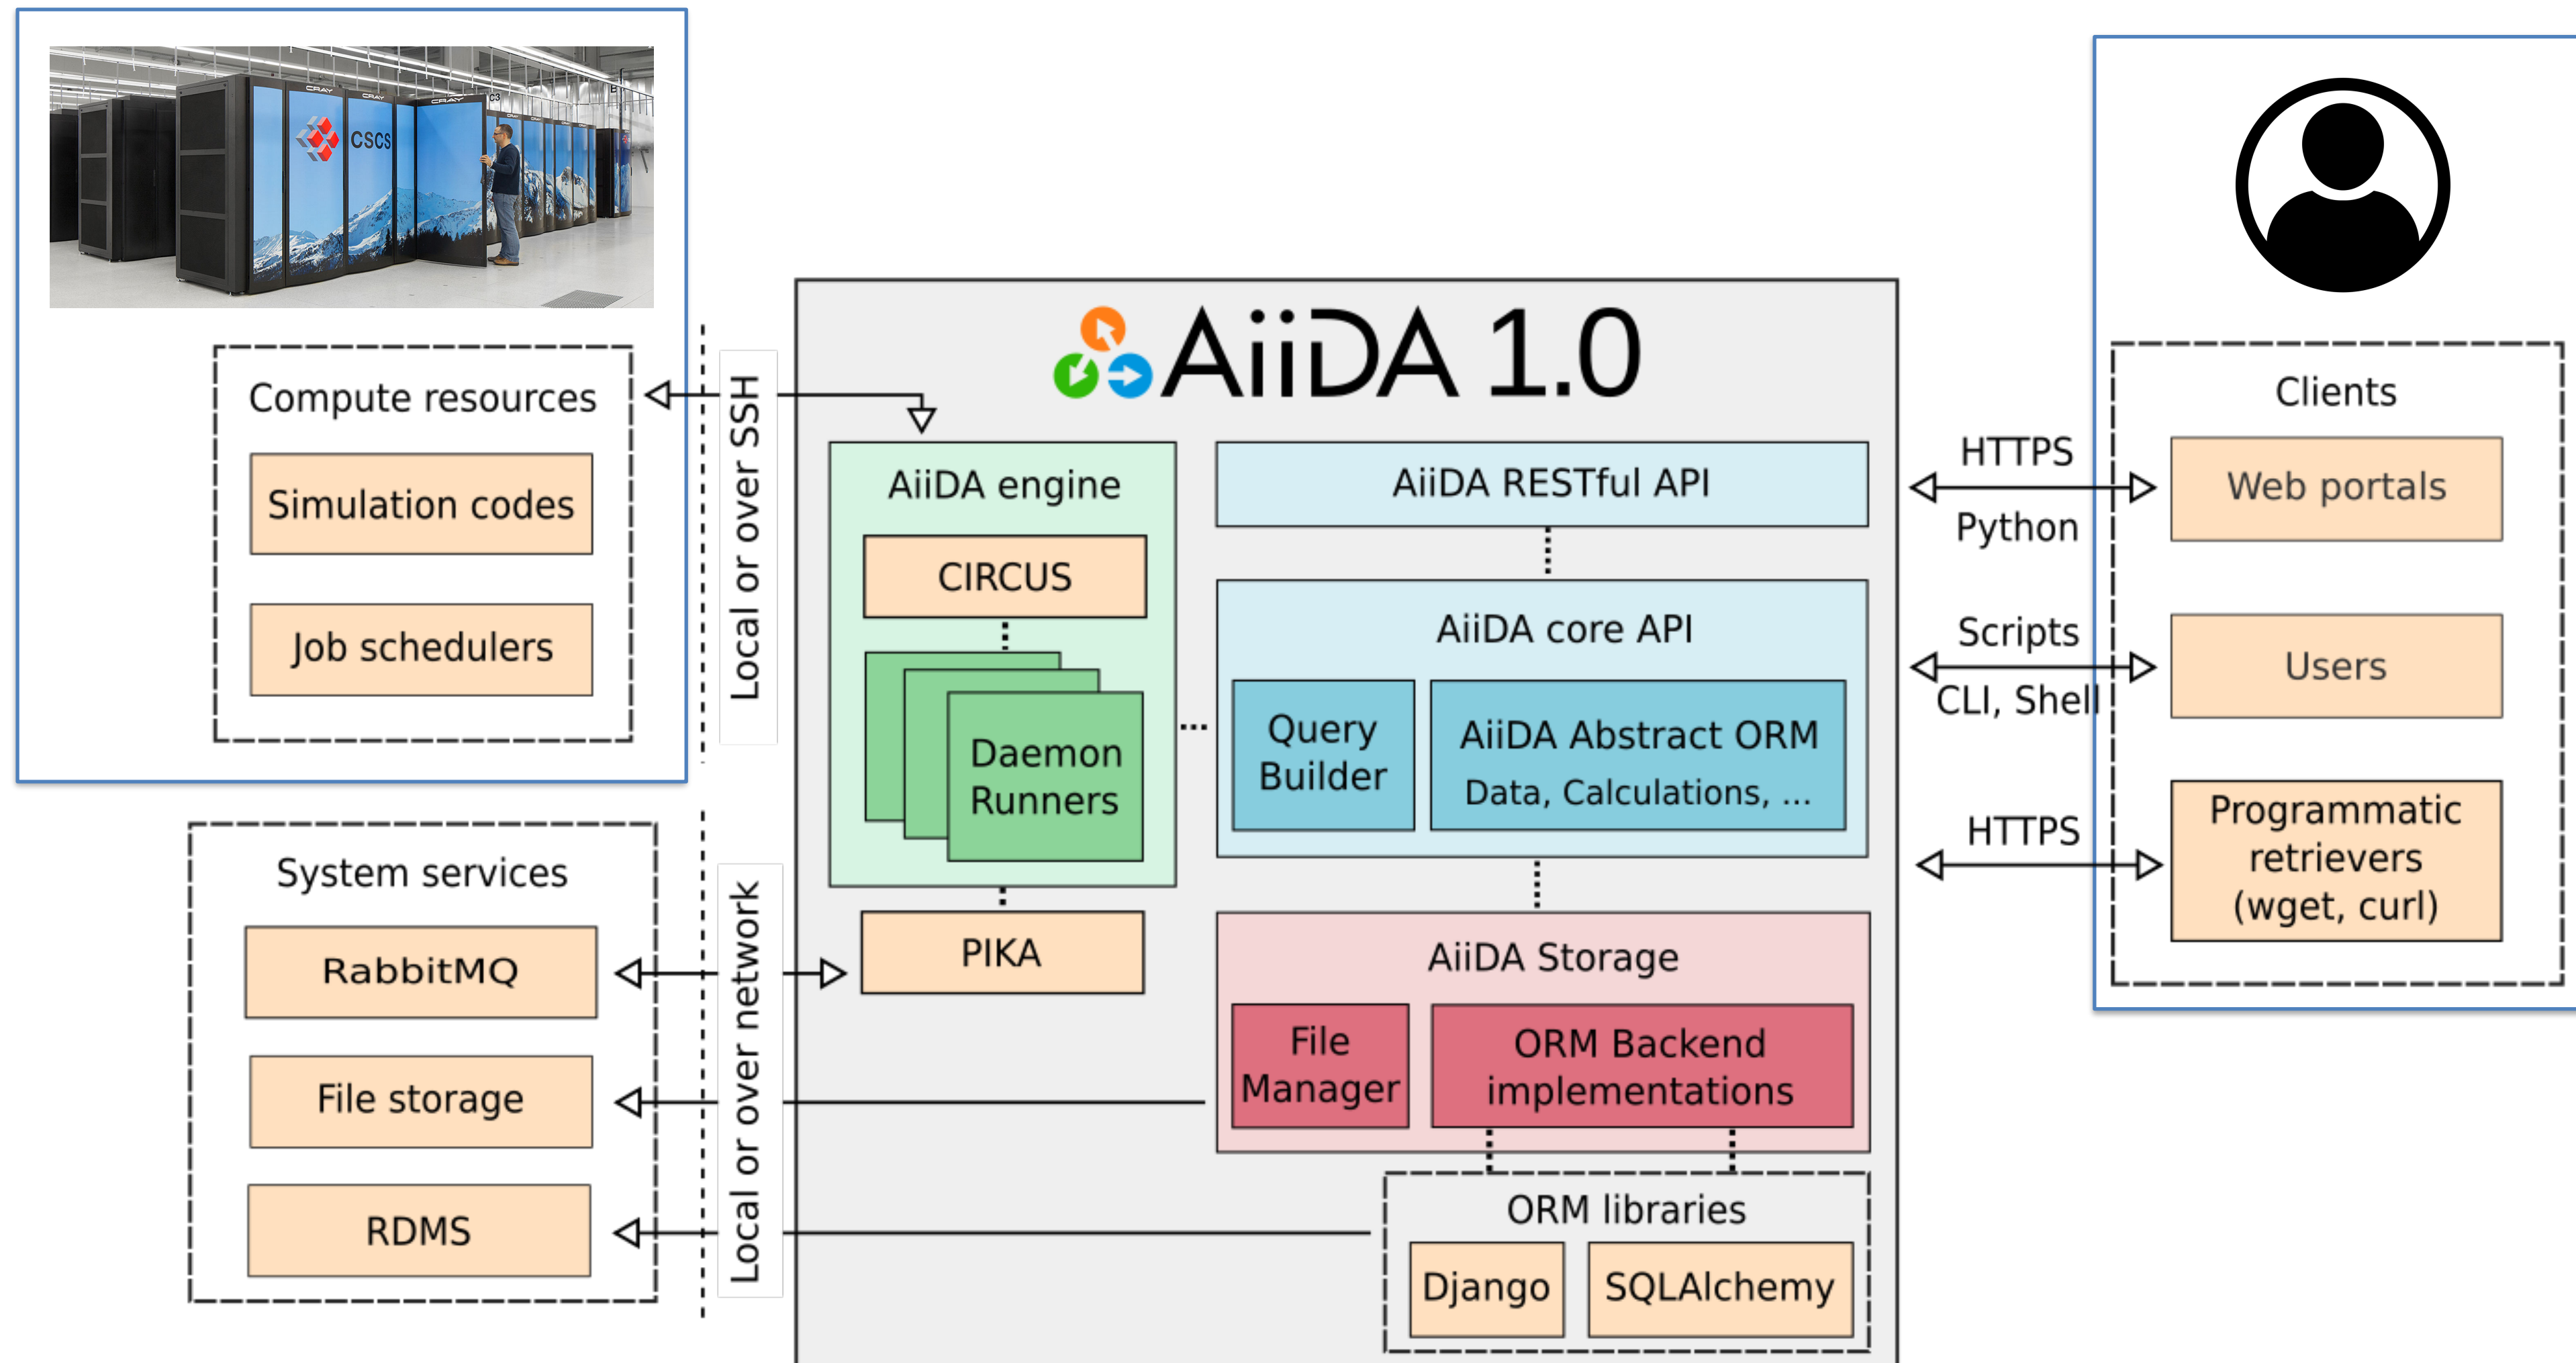 CRAY
CRAY
CRAY
C3
B
CSCS
Compute resources
Simulation codes
Job schedulers
Local or over SSH
System services
RabbitMQ
File storage
RDMS
Local or over network
AiiDA 1.0
AiiDA engine
CIRCUS
Daemon
Runners
PIKA
AiiDA RESTful API
AiiDA core API
Query
Builder
AiiDA Abstract ORM
Data, Calculations, ...
...
AiiDA Storage
File
Manager
ORM Backend
implementations
ORM libraries
Django
SQLAlchemy
HTTPS
Python
Scripts
CLI, Shell
HTTPS
Clients
Web portals
Users
Programmatic
retrievers
(wget, curl)